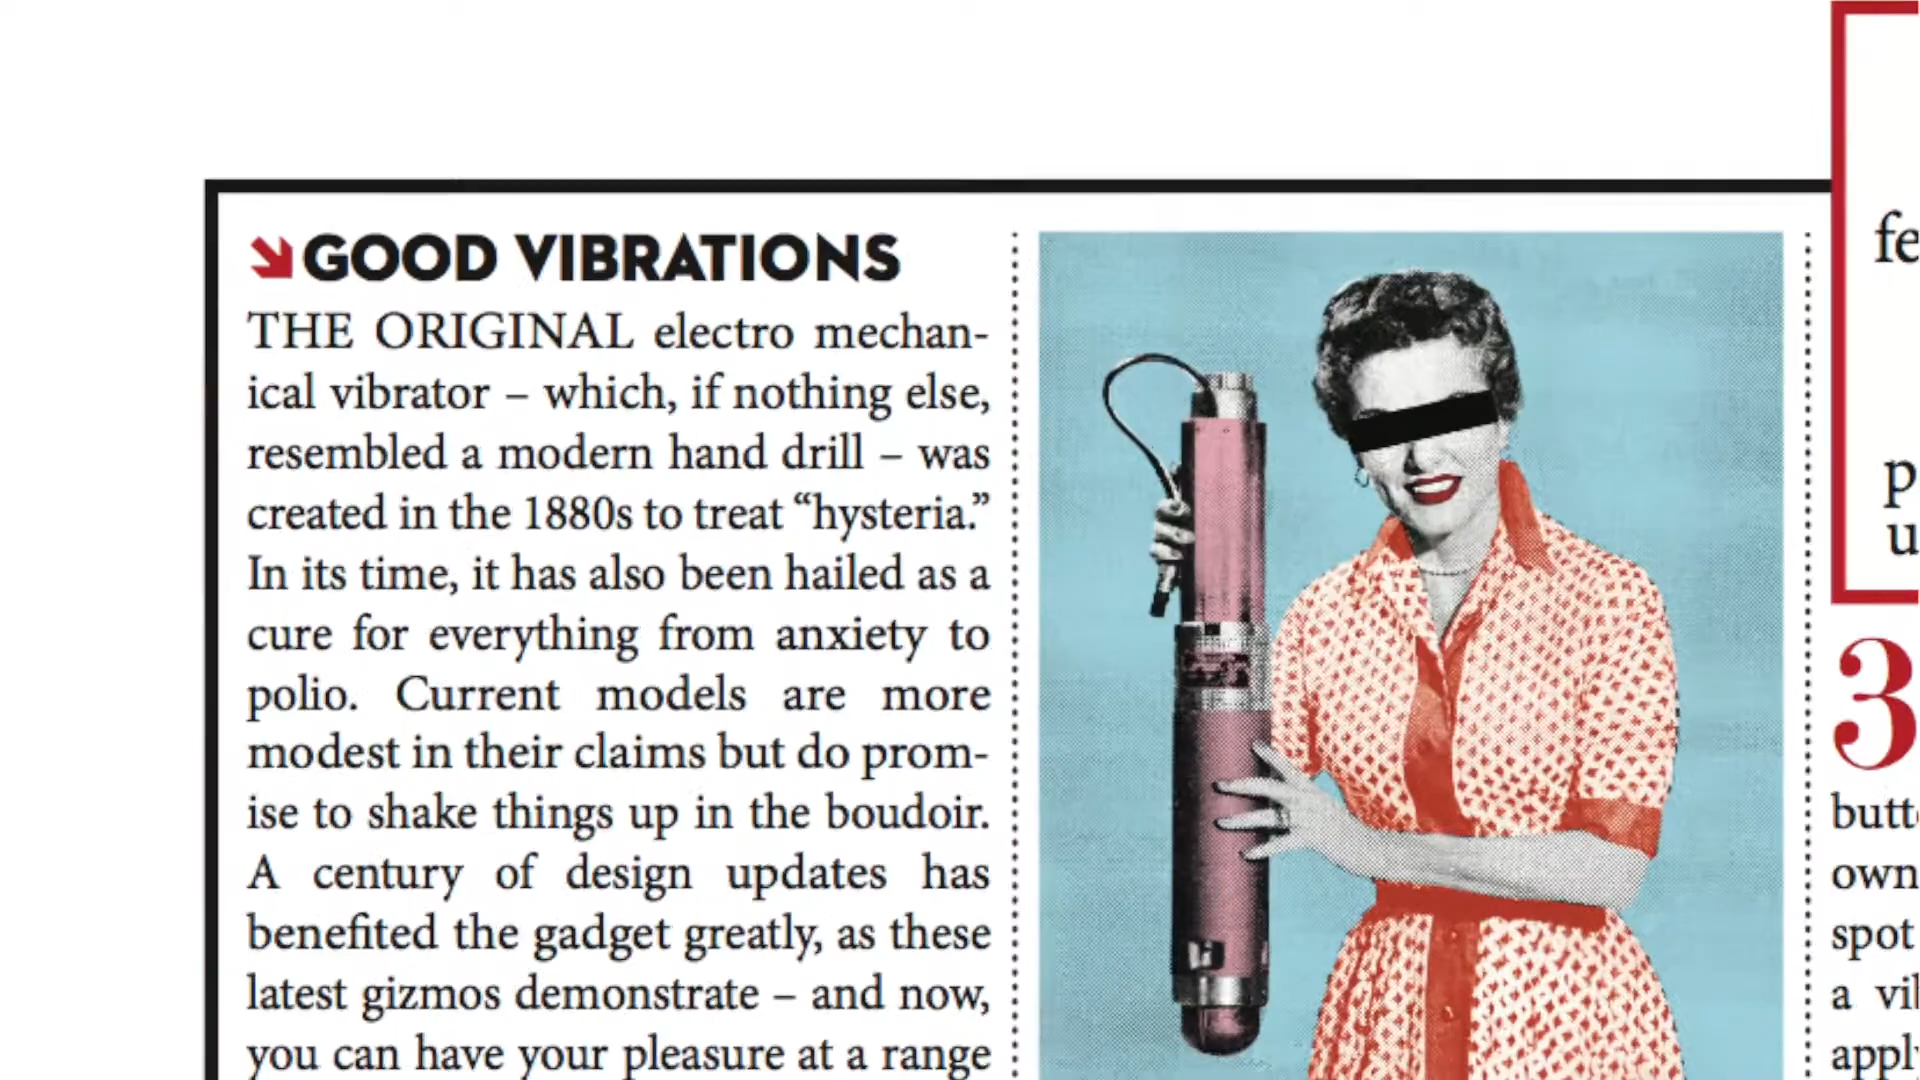 GOOD VIBRATIONS
THE ORIGINAL electro mechan-
ical vibrator – which, if nothing else,
resembled a modern hand drill – was
created in the 1880s to treat “hysteria.”
In its time, it has also been hailed as a
cure for everything from anxiety to
polio. Current models are more
modest in their claims but do prom-
ise to shake things up in the boudoir.
A century of design updates has
benefited the gadget greatly, as these
latest gizmos demonstrate – and now,
you can have your pleasure at a range
3
own
spot
a